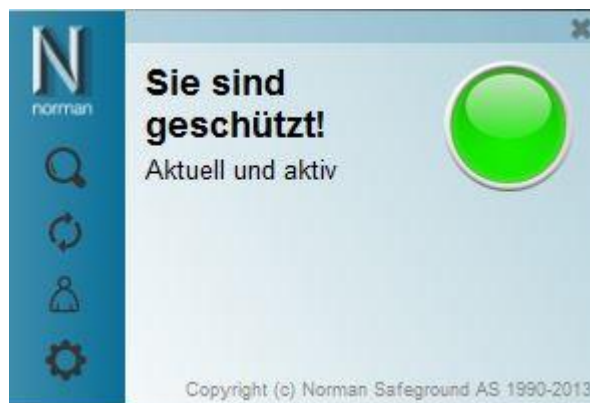 N
norman
Sie sind
geschützt!
Aktuell und aktiv
Copyright (c) Norman Safeground AS 1990-2013